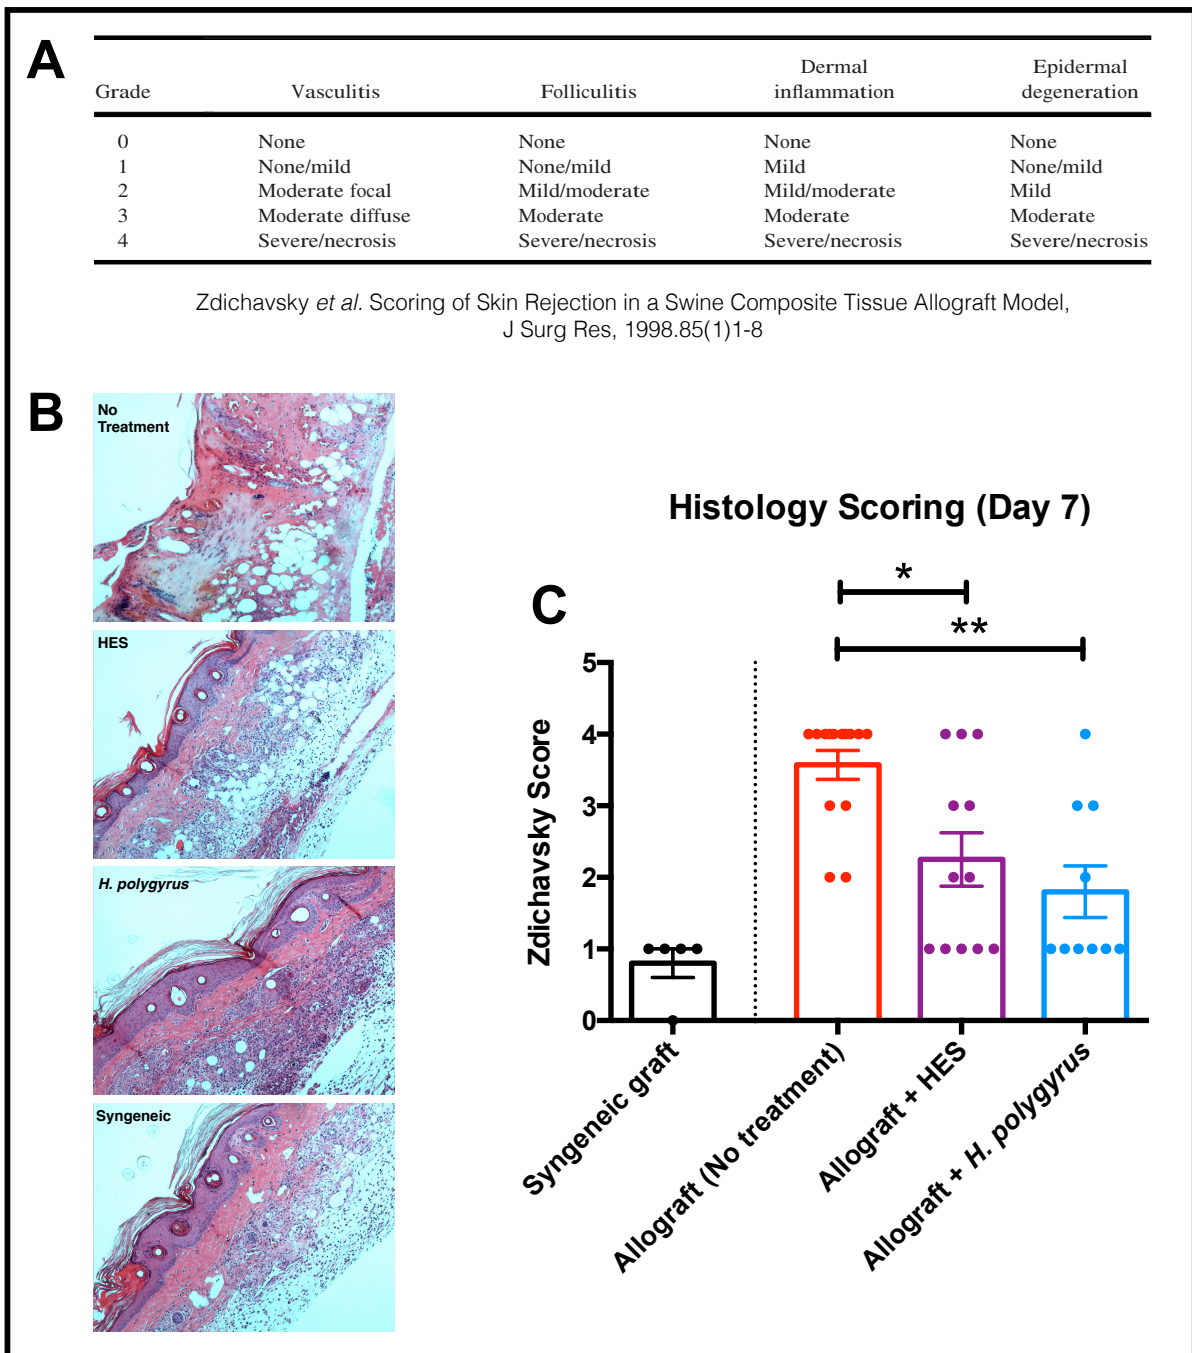 A
Grade Vasculitis Folliculitis Dermal inflammation Epidermal degeneration
0 None None None None
1 None/mild None/mild Mild None/mild
2 Moderate focal Mild/moderate Mild/moderate Mild
3 Moderate diffuse Moderate Moderate Moderate
4 Severe/necrosis Severe/necrosis Severe/necrosis Severe/necrosis
Zdichavsky et al. Scoring of Skin Rejection in a Swine Composite Tissue Allograft Model,
J Surg Res, 1998.85(1)1-8
B
No
Treatment
HES
H. polygyrus
Syngeneic
Histology Scoring (Day 7)
C
*
**
Zdichavsky Score
5
4
3
2
1
0
Syngeneic graft
Allograft (No treatment)
Allograft + HES
Allograft + H. polygyrus